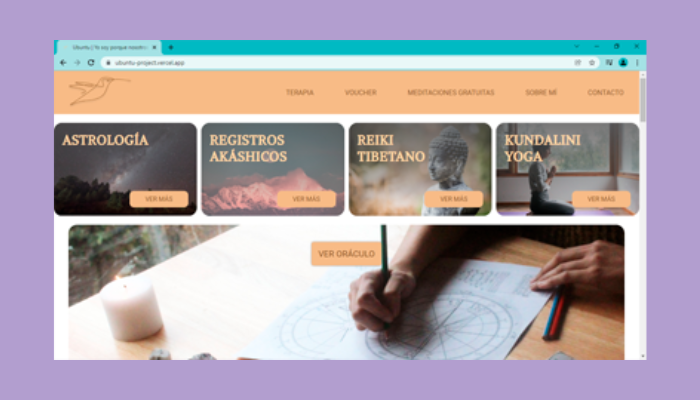 Ubuntu | Yo soy porque nosotr
ubuntu-project.vercel.app
TERAPIA
VOUCHER
MEDITACIONES GRATUITAS
SOBRE MÍ
CONTACTO
ASTROLOGÍA
VER MÁS
REGISTROS
AKÁSHICOS
VER MÁS
REIKI
TIBETANO
VER MÁS
KUNDALINI
YOGA
VER MÁS
VER ORÁCULO